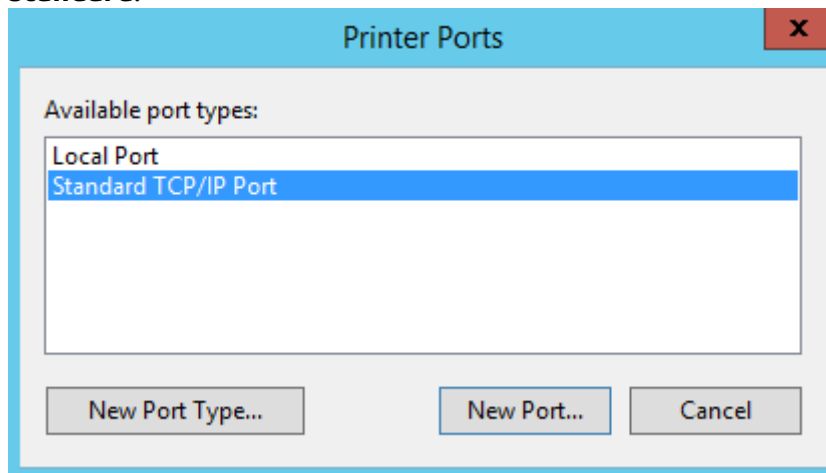 Printer Ports
x
Available port types:
Local Port
Standard TCP/IP Port
New Port Type...
New Port...
Cancel